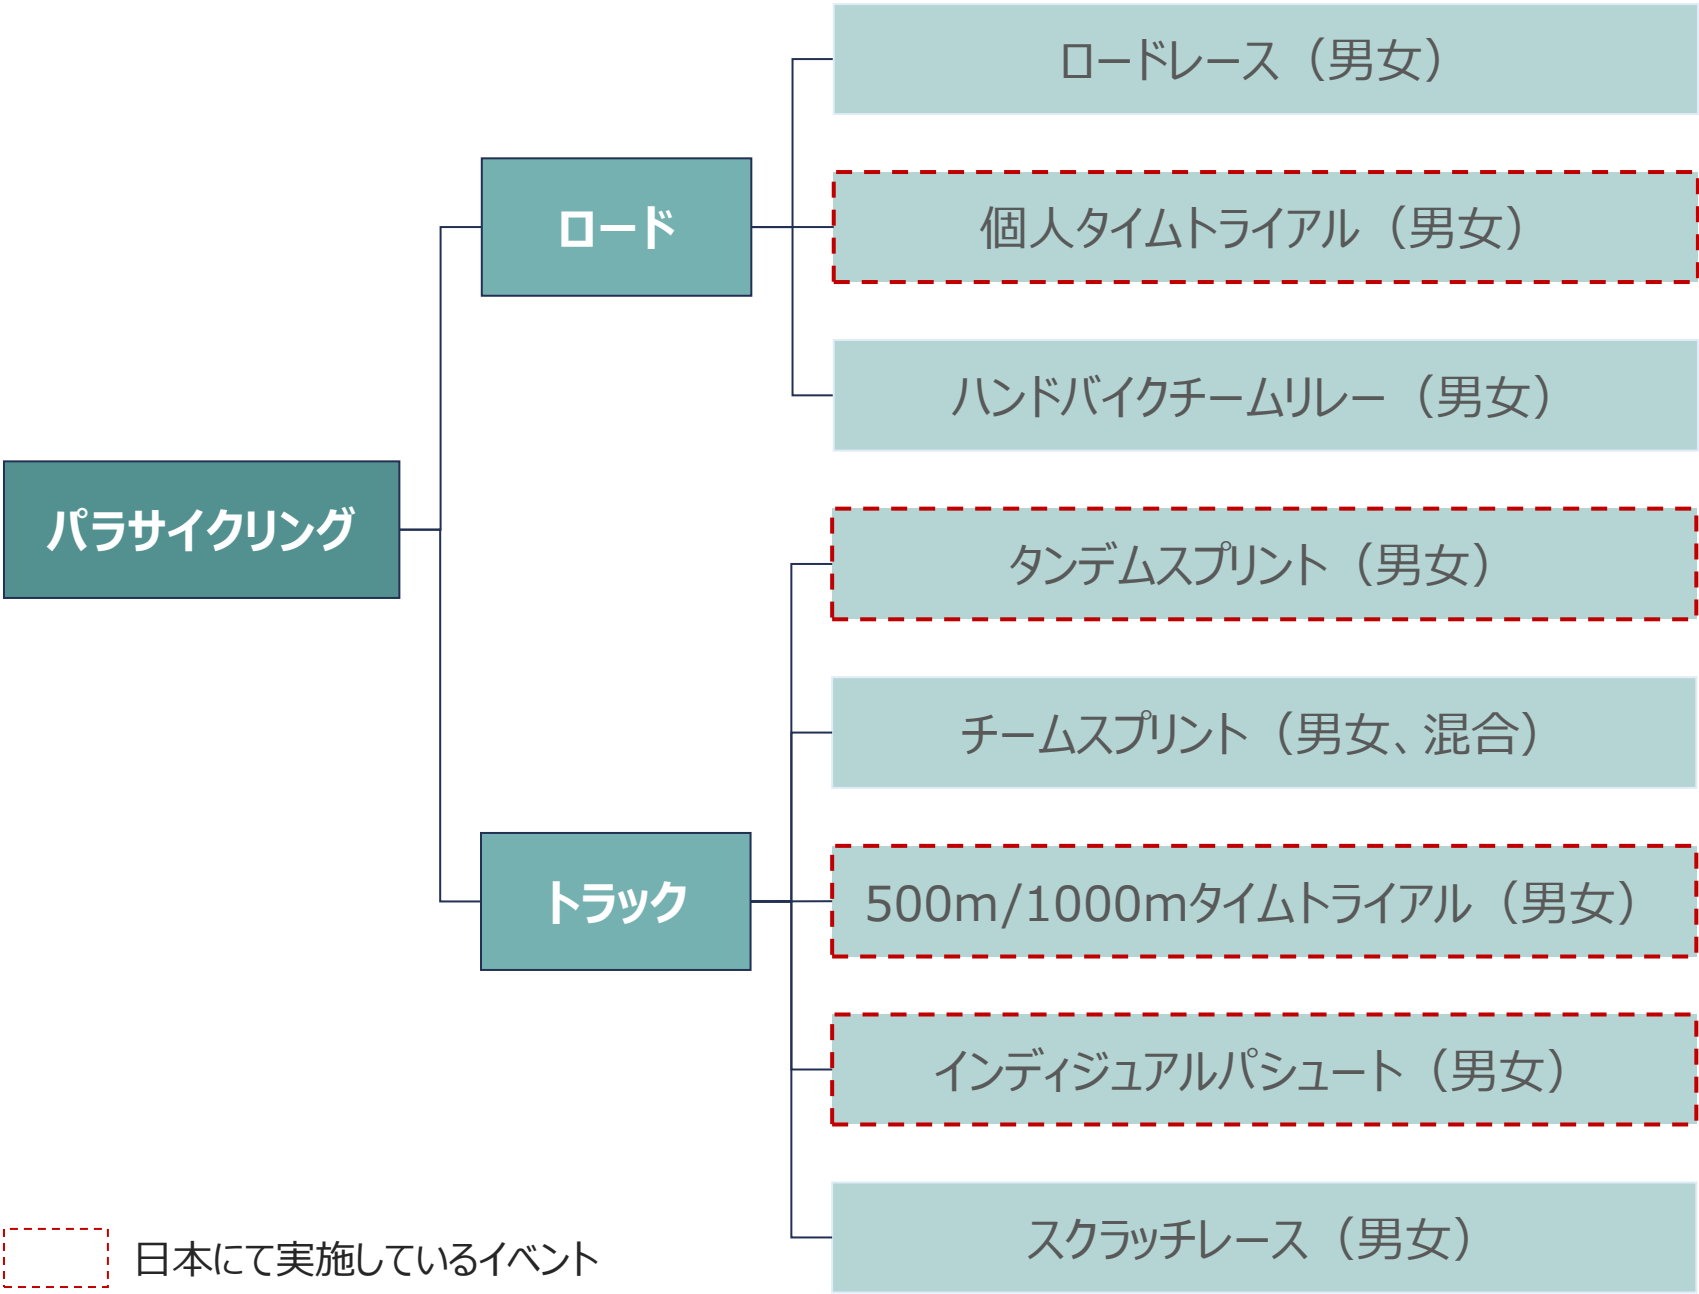 パラサイクリング
ロード
ロードレース（男女）
個人タイムトライアル（男女）
ハンドバイクチームリレー（男女）
トラック
タンデムスプリント（男女）
チームスプリント（男女、混合）
500m/1000mタイムトライアル（男女）
インディジュアルパシュート（男女）
スクラッチレース（男女）
日本にて実施しているイベント